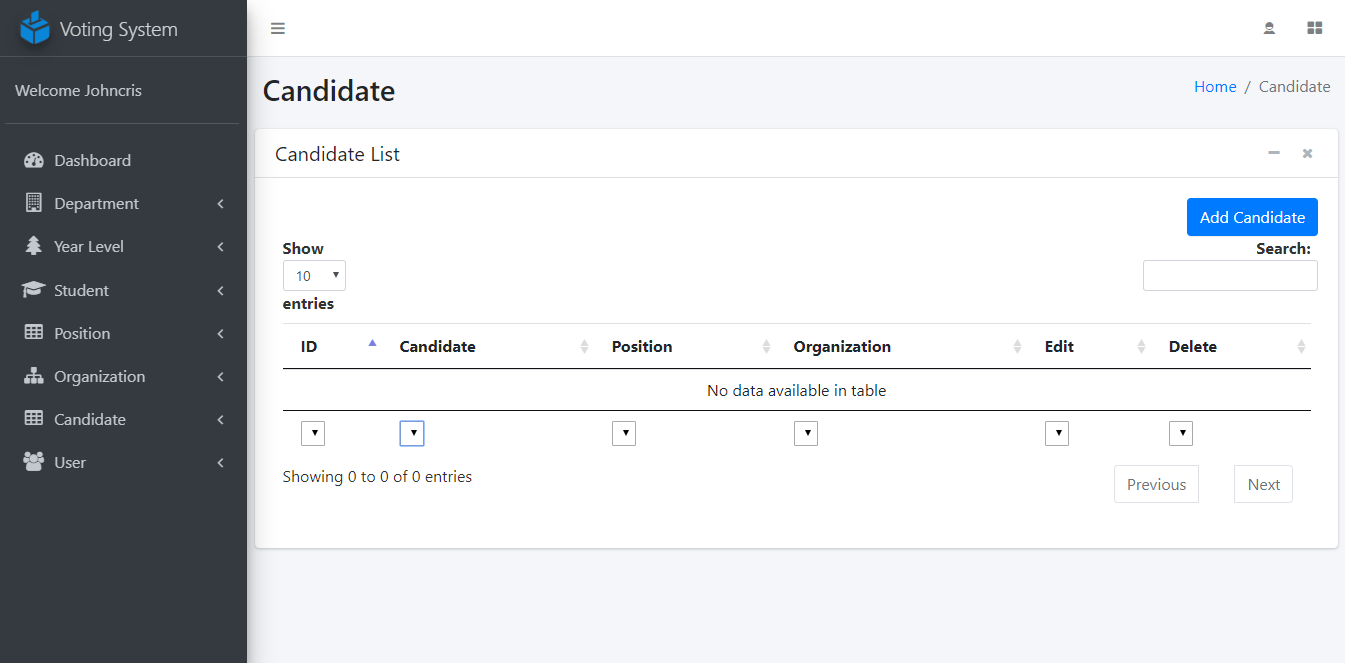 Voting System
Welcome Johncris
Dashboard
Department
Year Level
Student
Position
Organization
Candidate
User
Candidate
Home / Candidate
Candidate List
Add Candidate
Show
10
entries
Search:
ID Candidate Position Organization Edit Delete
No data available in table
Showing 0 to 0 of 0 entries
Previous Next